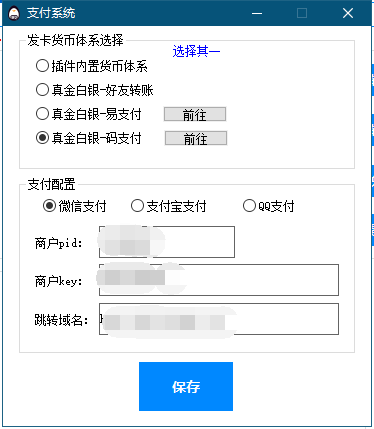 支付系统
发卡货币体系选择
选择其一
插件内置货币体系
真金白银-好友转账
真金白银-易支付 前往
真金白银-码支付 前往
支付配置
微信支付 支付宝支付 QQ支付
商户pid:
商户key:
跳转域名:
保存